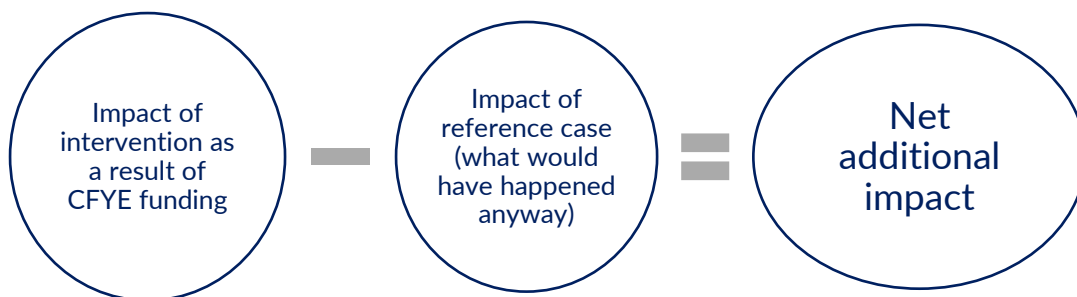 Impact of
intervention as
a result of
CFYE funding
Impact of
reference case
(what would
have happened
anyway)
Net
additional
impact